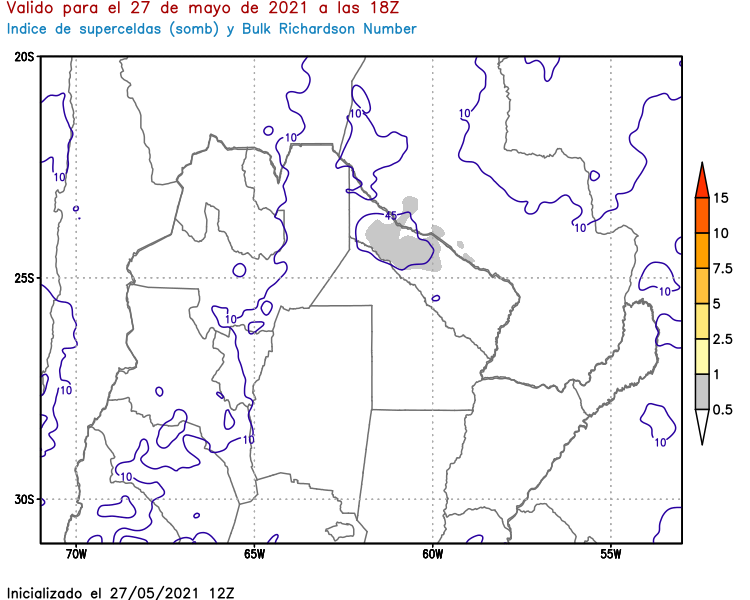 Valido para el 27 de mayo de 2021 a las 18Z
Indice de superceldas (somb) y Bulk Richardson Number
20S
10
10
10
10
10
45
15
10
7.5
5
2.5
1
0.5
25S
10
10
10
10
10
10
30S
70W
65W
60W
55W
Inicializado el 27/05/2021 12Z